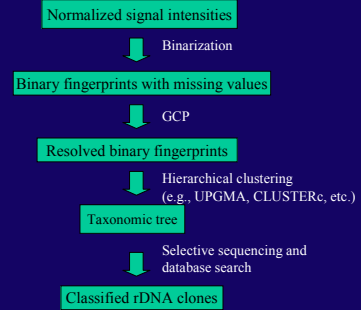 Normalized signal intensities
Binarization
Binary fingerprints with missing values
GCP
Resolved binary fingerprints
Hierarchical clustering
(e.g., UPGMA, CLUSTERc, etc.)
Taxonomic tree
Selective sequencing and
database search
Classified rDNA clones